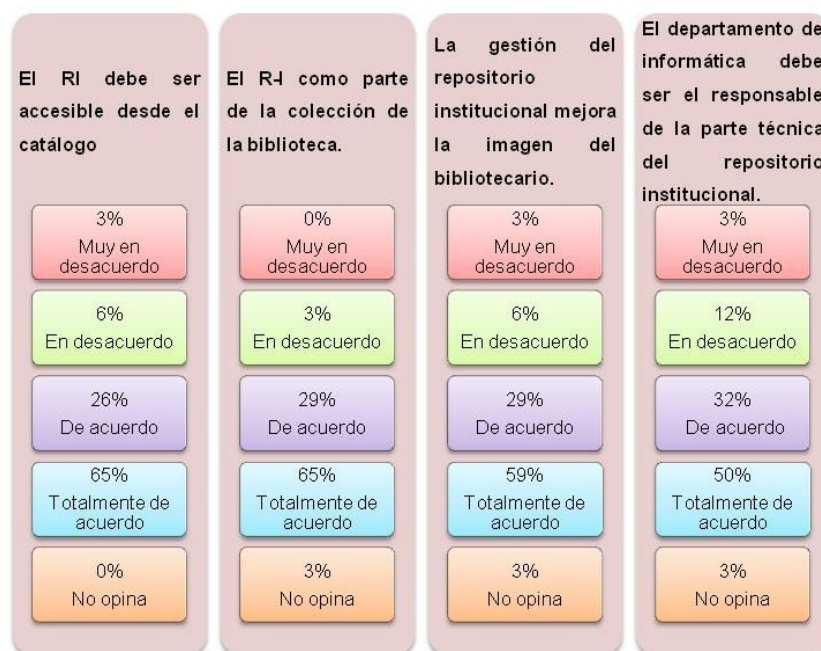 El RI debe ser
accesible desde el
catálogo
3%
Muy en
desacuerdo
6%
En desacuerdo
26%
De acuerdo
65%
Totalmente de
acuerdo
0%
No opina
El R-I como parte
de la colección de
la biblioteca.
0%
Muy en
desacuerdo
3%
En desacuerdo
29%
De acuerdo
65%
Totalmente de
acuerdo
3%
No opina
La gestión del
repositorio
institucional mejora
la imagen del
bibliotecario.
3%
Muy en
desacuerdo
6%
En desacuerdo
29%
De acuerdo
59%
Totalmente de
acuerdo
3%
No opina
El departamento de
informática debe
ser el responsable
de la parte técnica
del repositorio
institucional.
3%
Muy en
desacuerdo
12%
En desacuerdo
32%
De acuerdo
50%
Totalmente de
acuerdo
3%
No opina